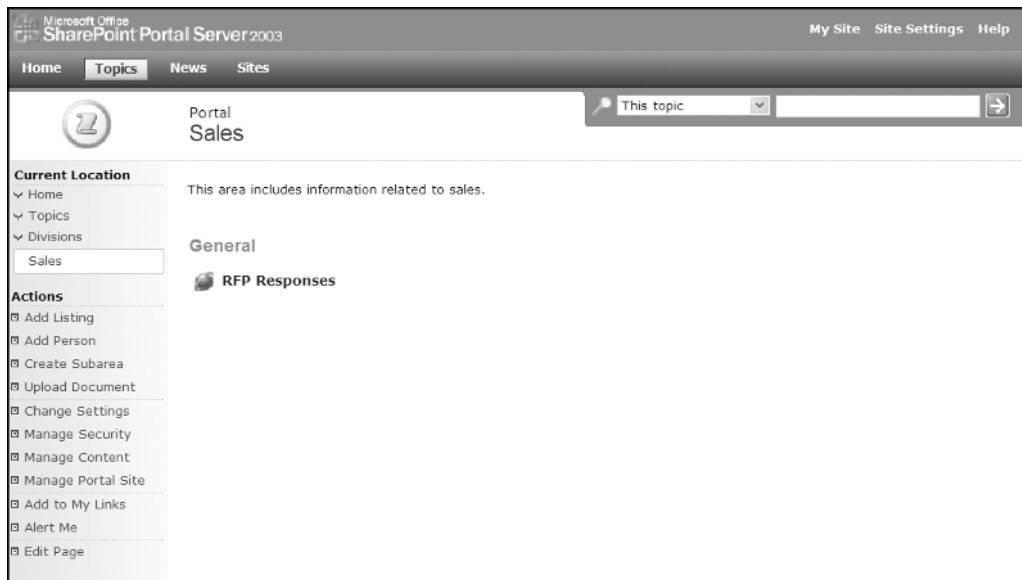 Microsoft Office
SharePoint Portal Server 2003
My Site Site Settings Help
Home Topics News Sites
This topic
Portal
Sales
Current Location
Home
Topics
Divisions
Sales
This area includes information related to sales.
General
RFP Responses
Actions
Add Listing
Add Person
Create Subarea
Upload Document
Change Settings
Manage Security
Manage Content
Manage Portal Site
Add to My Links
Alert Me
Edit Page